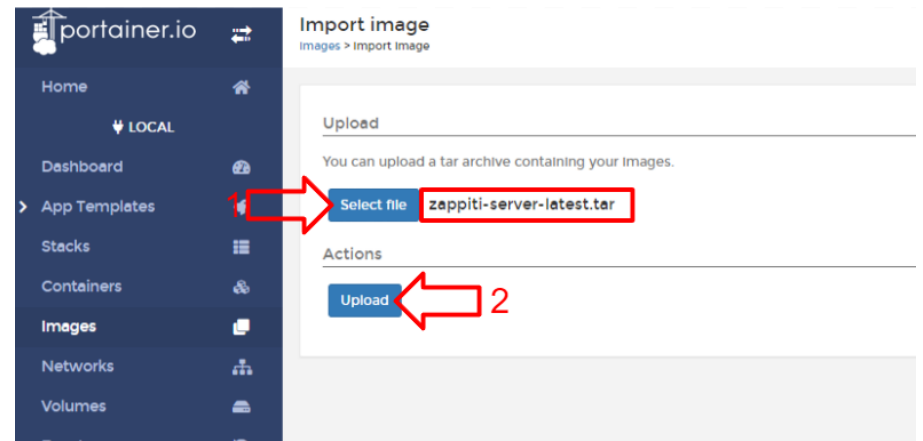 portainer.io
Home
LOCAL
Dashboard
App Templates
Stacks
Containers
Images
Networks
Volumes
Import image
Images > Import image
Upload
You can upload a tar archive containing your images.
1
Select file
zappiti-server-latest.tar
Actions
Upload
2